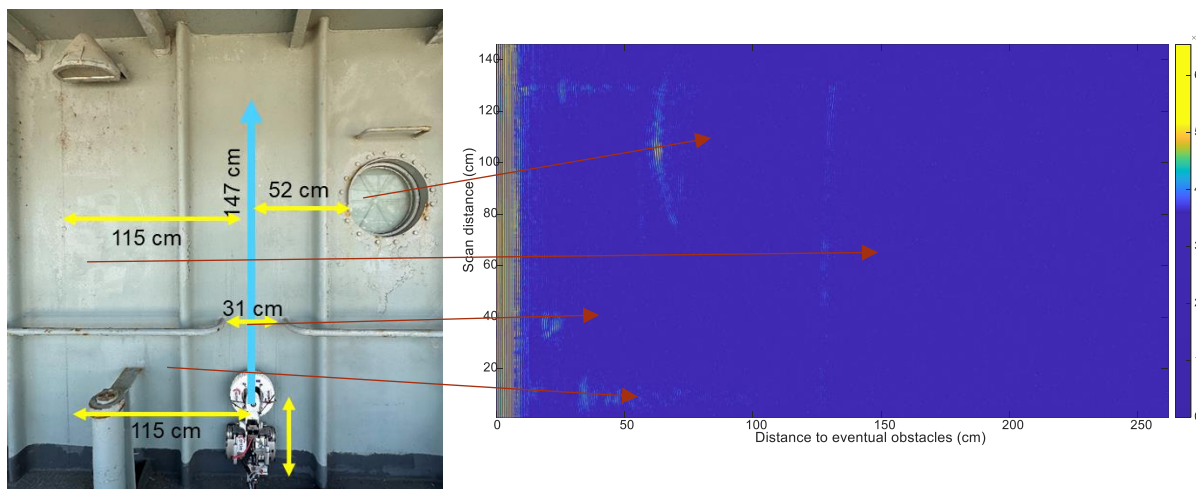 147 cm
52 cm
115 cm
31 cm
115 cm
Scan distance (cm)
140
120
100
80
60
40
20
0
50
100
150
200
250
Distance to eventual obstacles (cm)